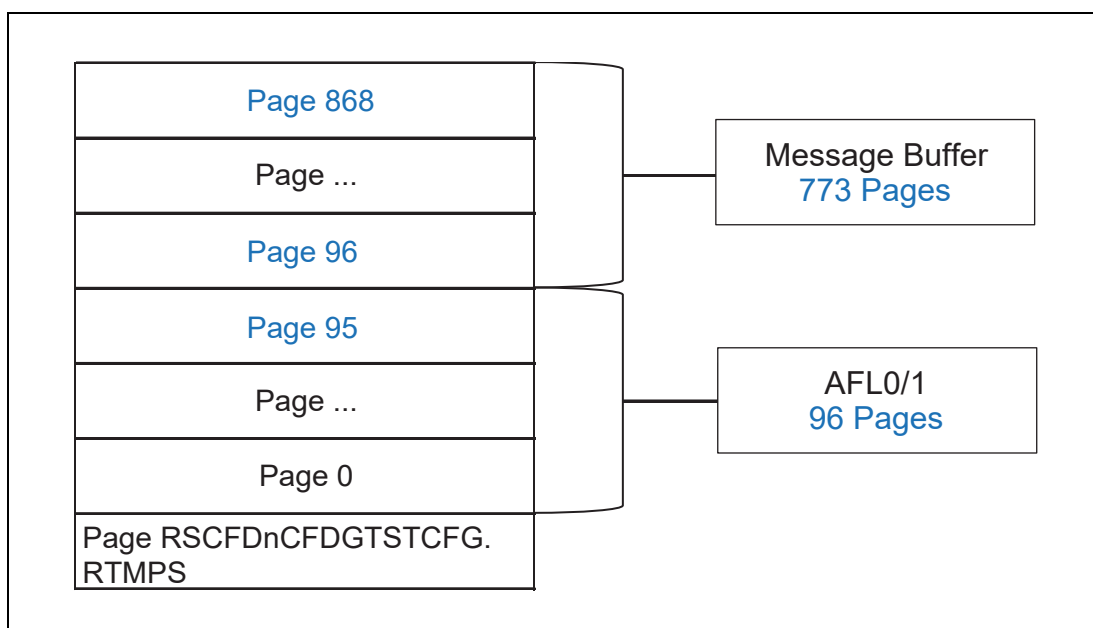 Page 868
Page ...
Page 96
Page 95
Page ...
Page 0
Page RSCFDnCFDGTSTCFG.
RTMPS
Message Buffer
773 Pages
AFL0/1
96 Pages